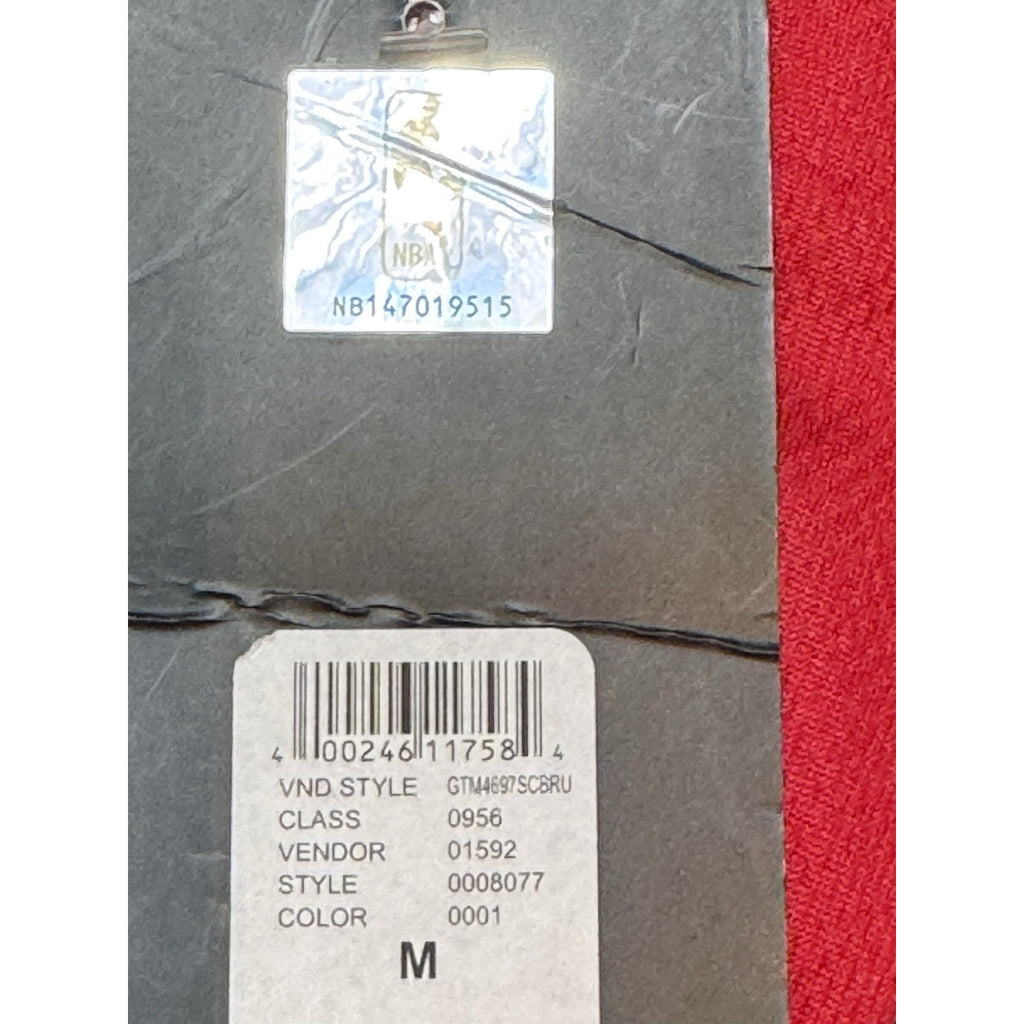 NBA
NB147019515
4 00246 11758 4
VND STYLE GTM4697SCBRU
CLASS 0956
VENDOR 01592
STYLE 0008077
COLOR 0001
M